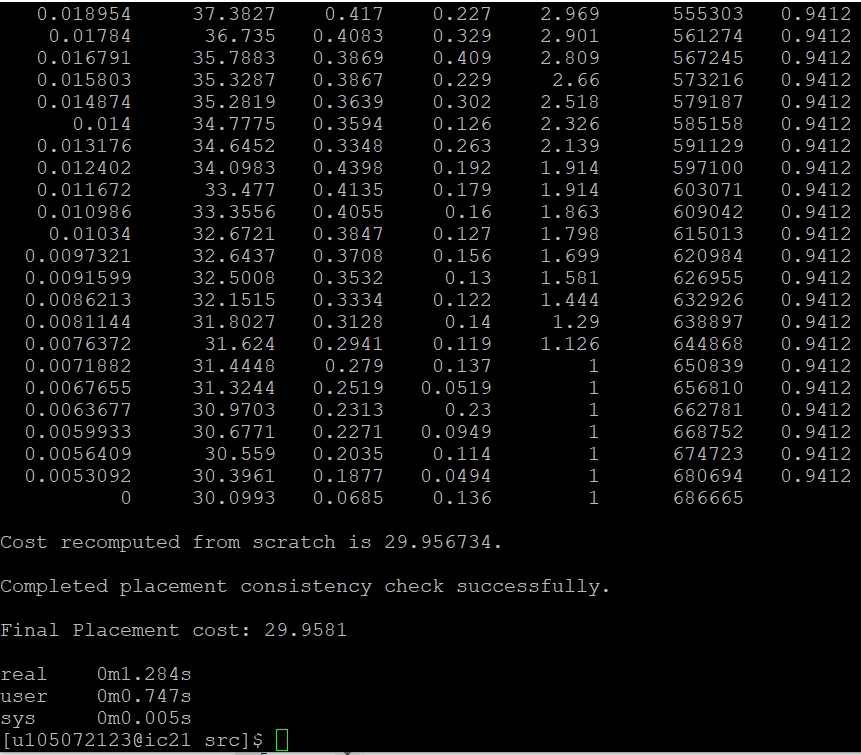 0.018954 37.3827 0.417 0.227 2.969 555303 0.9412
0.01784 36.735 0.4083 0.329 2.901 561274 0.9412
0.016791 35.7883 0.3869 0.409 2.809 567245 0.9412
0.015803 35.3287 0.3867 0.229 2.66 573216 0.9412
0.014874 35.2819 0.3639 0.302 2.518 579187 0.9412
0.014 34.7775 0.3594 0.126 2.326 585158 0.9412
0.013176 34.6452 0.3348 0.263 2.139 591129 0.9412
0.012402 34.0983 0.4398 0.192 1.914 597100 0.9412
0.011672 33.477 0.4135 0.179 1.914 603071 0.9412
0.010986 33.3556 0.4055 0.16 1.863 609042 0.9412
0.01034 32.6721 0.3847 0.127 1.798 615013 0.9412
0.0097321 32.6437 0.3708 0.156 1.699 620984 0.9412
0.0091599 32.5008 0.3532 0.13 1.581 626955 0.9412
0.0086213 32.1515 0.3334 0.122 1.444 632926 0.9412
0.0081144 31.8027 0.3128 0.14 1.29 638897 0.9412
0.0076372 31.624 0.2941 0.119 1.126 644868 0.9412
0.0071882 31.4448 0.279 0.137 1 650839 0.9412
0.0067655 31.3244 0.2519 0.0519 1 656810 0.9412
0.0063677 30.9703 0.2313 0.23 1 662781 0.9412
0.0059933 30.6771 0.2271 0.0949 1 668752 0.9412
0.0056409 30.559 0.2035 0.114 1 674723 0.9412
0.0053092 30.3961 0.1877 0.0494 1 680694 0.9412
0 30.0993 0.0685 0.136 1 686665
Cost recomputed from scratch is 29.956734.
Completed placement consistency check successfully.
Final Placement cost: 29.9581
real 0m1.284s
user 0m0.747s
sys 0m0.005s
[u105072123@ic21 src]$